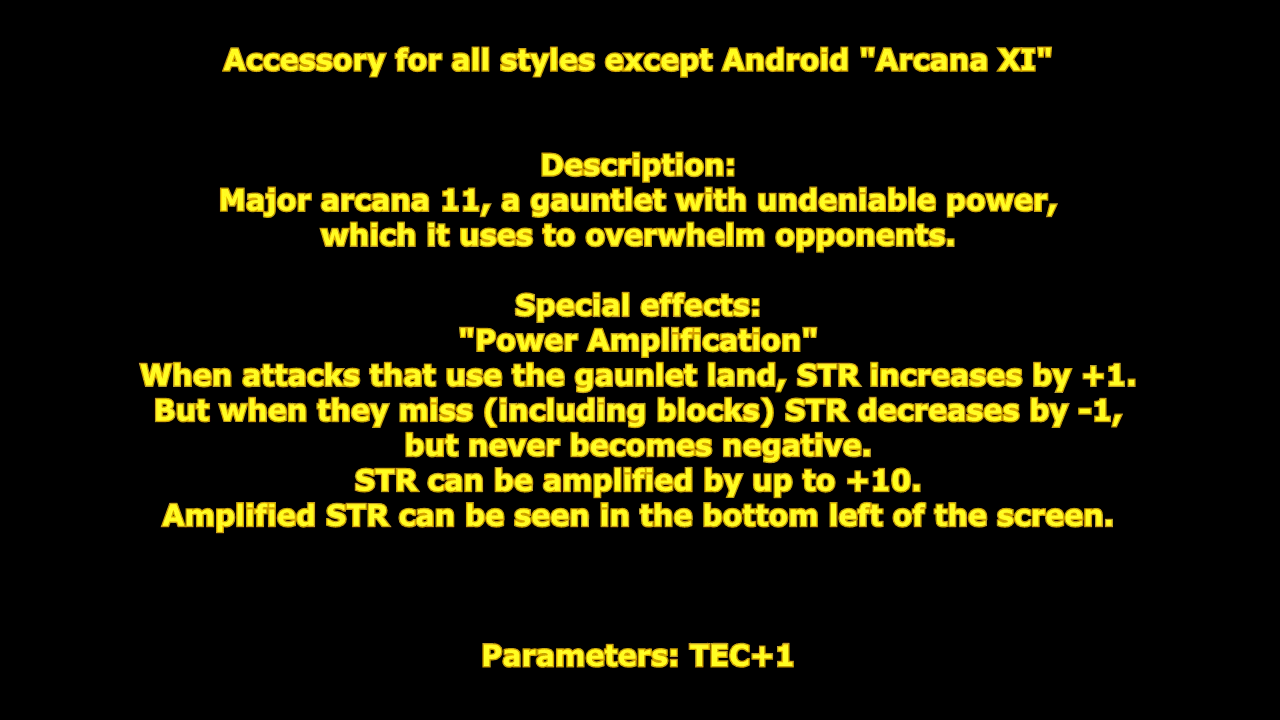 Accessory for all styles except Android "Arcana XI"
Description:
Major arcana 11, a gauntlet with undeniable power,
which it uses to overwhelm opponents.
Special effects:
"Power Amplification"
When attacks that use the gaunlet land, STR increases by +1.
But when they miss (including blocks) STR decreases by -1,
but never becomes negative.
STR can be amplified by up to +10.
Amplified STR can be seen in the bottom left of the screen.
Parameters: TEC+1